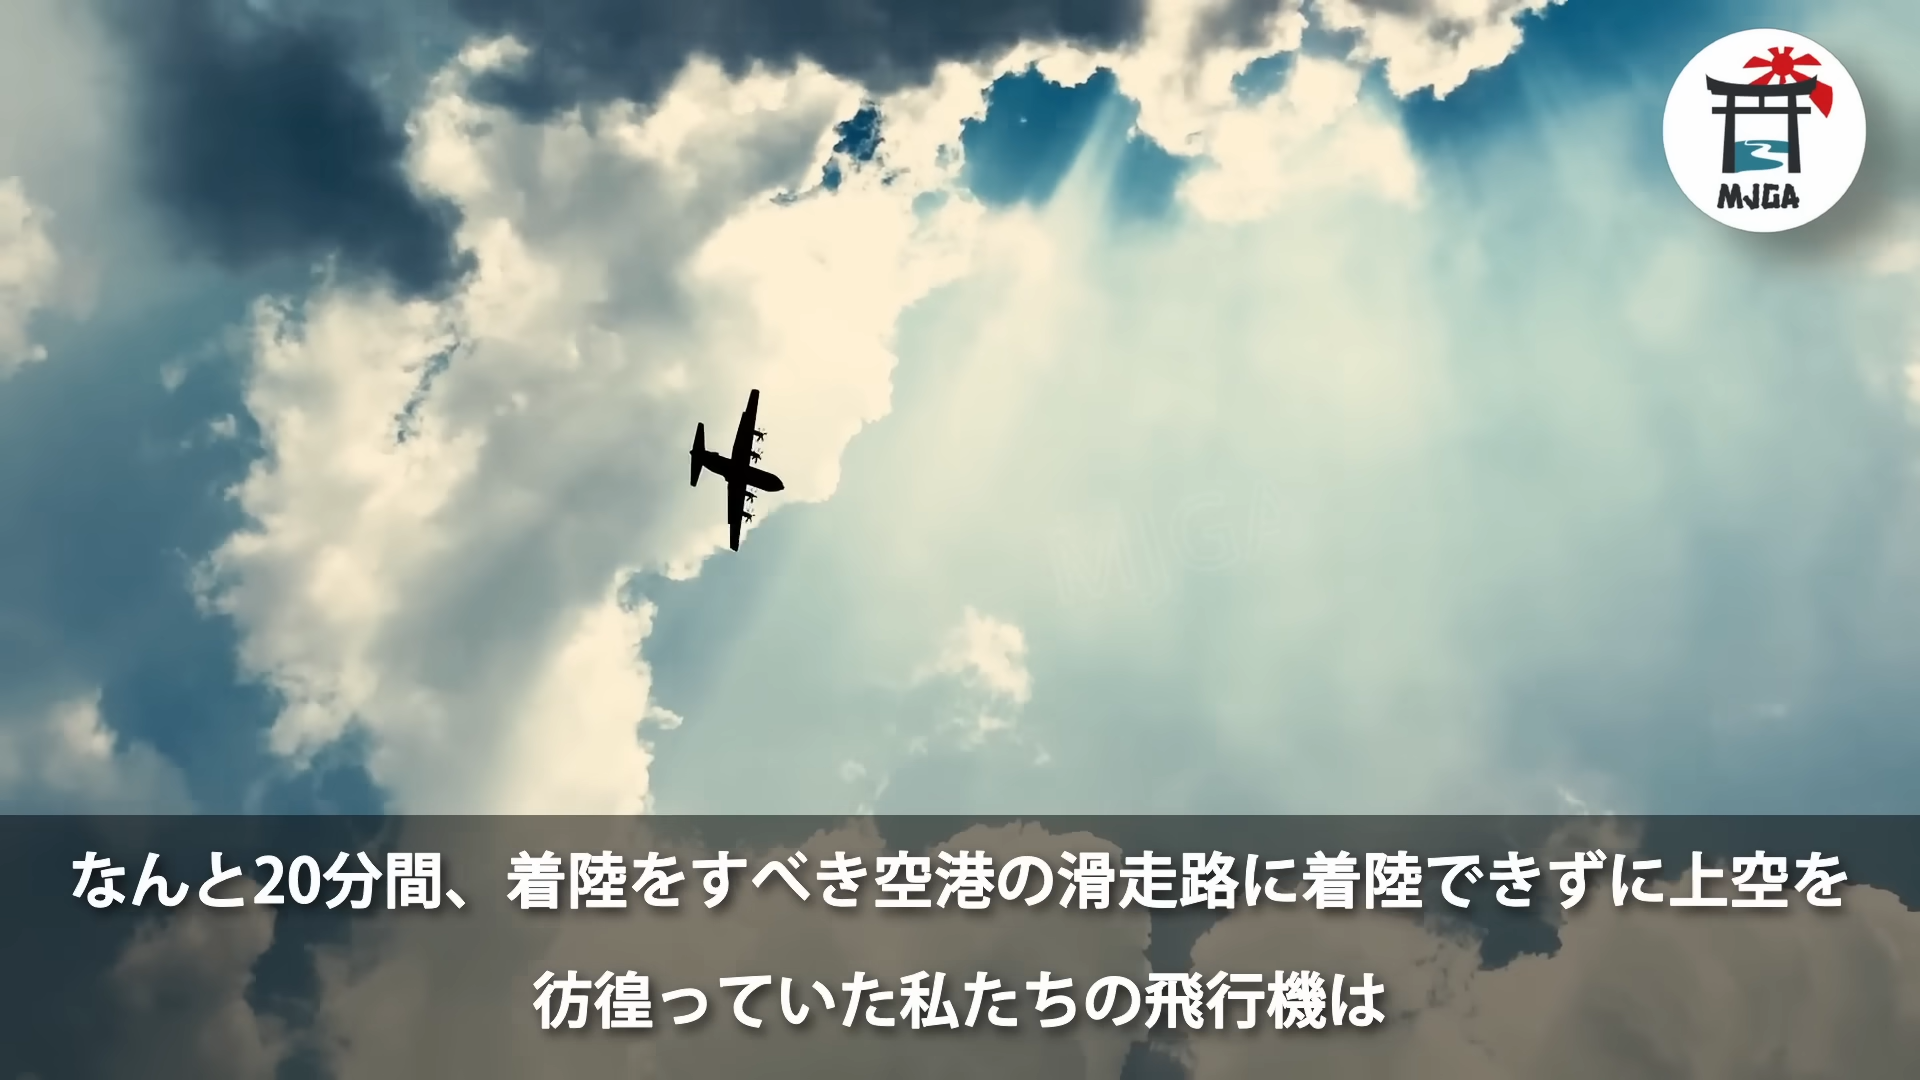 MJGA
MJGA
なんと20分間、着陸をすべき空港の滑走路に着陸できずに上空を
彷徨っていた私たちの飛行機は